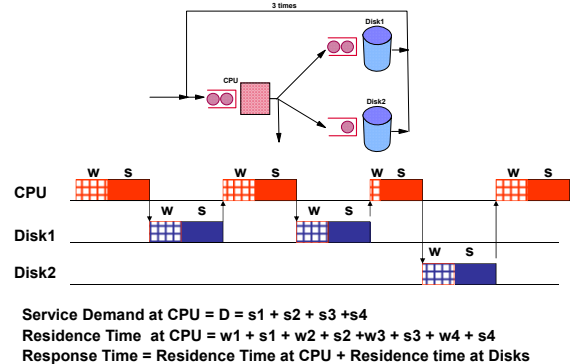 3 times
Disk1
CPU
Disk2
W S W S W S W S
CPU
W S W S
Disk1
W S
Disk2
Service Demand at CPU = D = s1 + s2 + s3 +s4
Residence Time at CPU = w1 + s1 + w2 + s2 +w3 + s3 + w4 + s4
Response Time = Residence Time at CPU + Residence time at Disks